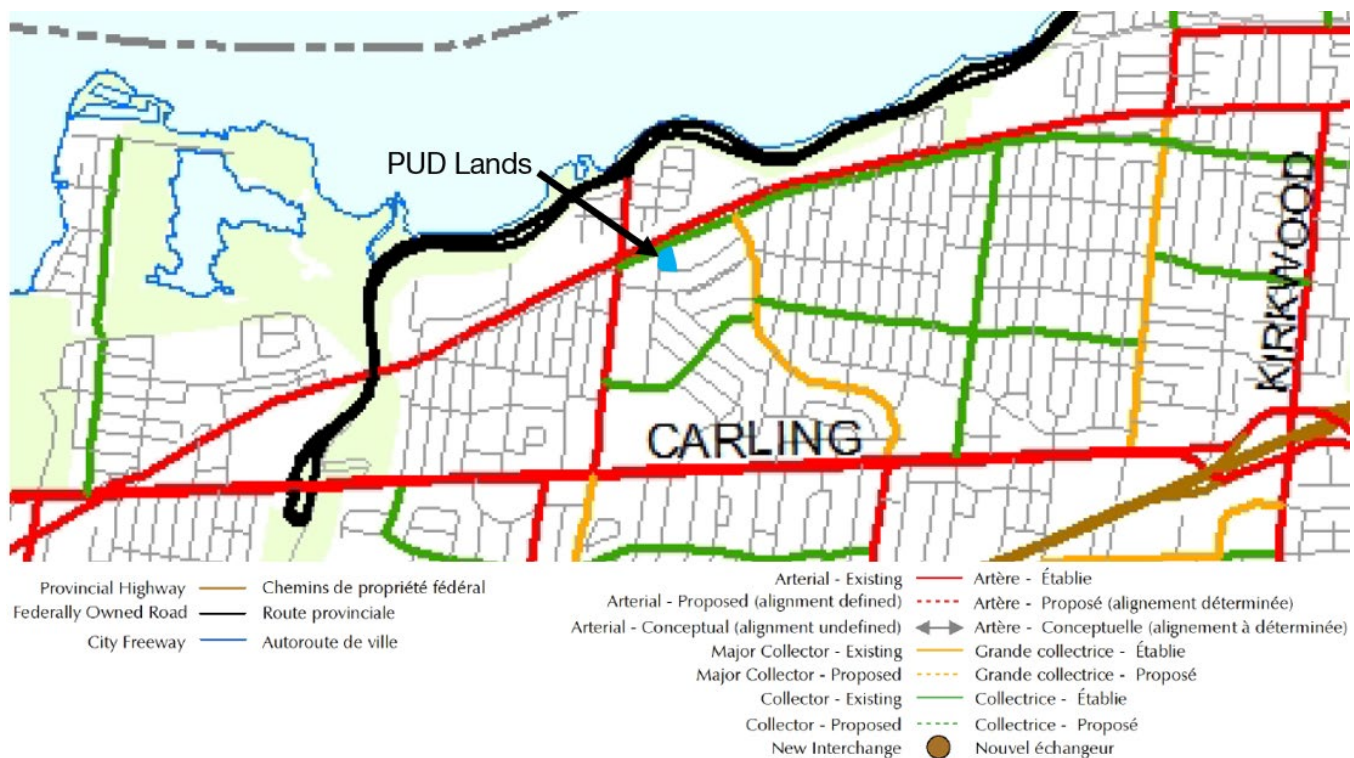 PUD Lands
KIRKWOOD
CARLING
Provincial Highway Chemins de propriété fédéral
Federally Owned Road Route provinciale
City Freeway Autoroute de ville
Arterial - Existing Artère - Établie
Arterial - Proposed (alignment defined) Artère - Proposé (alignement déterminée)
Arterial - Conceptual (alignment undefined) Artère - Conceptuelle (alignement à déterminée)
Major Collector - Existing Grande collectrice - Établie
Major Collector - Proposed Grande collectrice - Proposé
Collector - Existing Collectrice - Établie
Collector - Proposed Collectrice - Proposé
New Interchange Nouvel échangeur